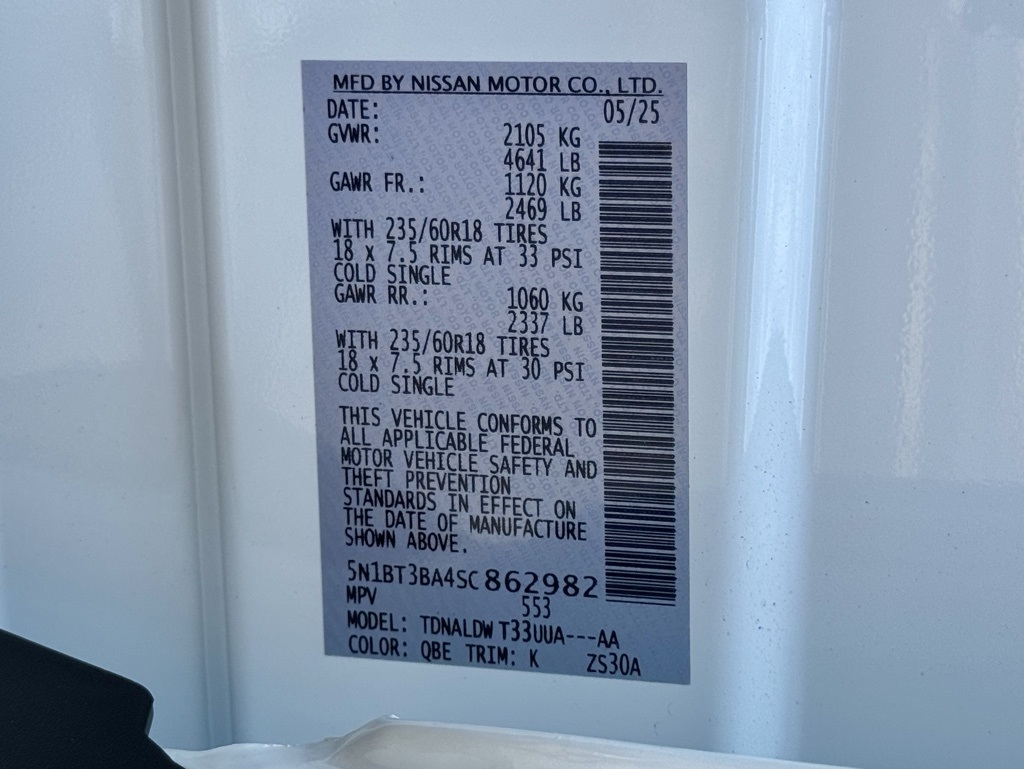 MFD BY NISSAN MOTOR CO., LTD.
DATE: 05/25
GVWR: 2105 KG
4641 LB
GAWR FR.: 1120 KG
2469 LB
WITH 235/60R18 TIRES
18 X 7.5 RIMS AT 33 PSI
COLD SINGLE
GAWR RR.: 1060 KG
2337 LB
WITH 235/60R18 TIRES
18 X 7.5 RIMS AT 30 PSI
COLD SINGLE
THIS VEHICLE CONFORMS TO
ALL APPLICABLE FEDERAL
MOTOR VEHICLE SAFETY AND
THEFT PREVENTION
STANDARDS IN EFFECT ON
THE DATE OF MANUFACTURE
SHOWN ABOVE.
5N1BT3BA4SC862982
MPV 553
MODEL: TDNALDW T33UUA---AA
COLOR: QBE TRIM: K ZS30A